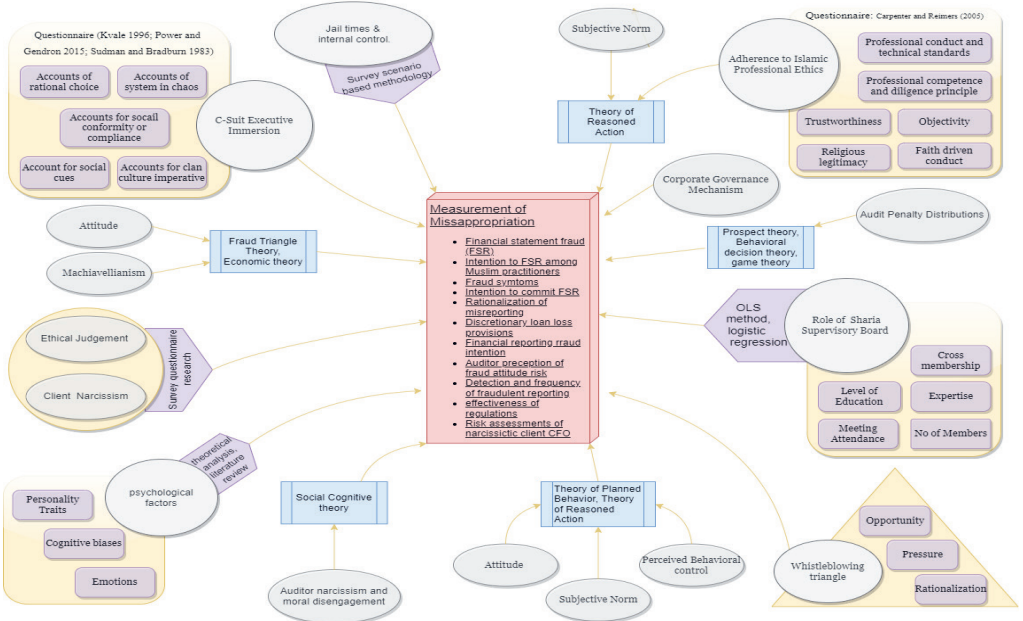 Questionnaire (Kvale 1996; Power and
Gendron 2015; Sudman and Bradburn 1983)
Accounts of
rational choice
Accounts of
system in chaos
Accounts for socail
conformity or
compliance
Account for social
cues
Accounts for clan
culture imperative
C-Suit Executive
Immersion
Jail times &
internal control.
Survey scenario
based methodology
Subjective Norm
Theory of
Reasoned
Action
Adherence to Islamic
Professional Ethics
Questionnaire: Carpenter and Reimers (2005)
Professional conduct and
technical standards
Professional competence
and diligence principle
Trustworthiness
Objectivity
Religious
legitimacy
Faith driven
conduct
Corporate Governance
Mechanism
Audit Penalty Distributions
Prospect theory,
Behavioral
decision theory,
game theory
Attitude
Machiavellianism
Fraud Triangle
Theory,
Economic theory
Measurement of
Missappropriation
Financial statement fraud
(FSR)
Intention to FSR among
Muslim practitioners
Fraud symtoms
Intention to commit FSR
Rationalization of
misreporting
Discretionary loan loss
provisions
Financial reporting raud
intention
Auditor preception of
fraud attitude risk
Detection and frequency
of fraudulent reporting
effectiveness of
regulations
Risk assessments of
narcissictic client CFO
OLS
method,
logistic
regression
Role of Sharia
Supervisory Board
Cross
membership
Level of
Education
Expertise
Meeting
Attendance
No of Members
Ethical Judgement
Client Narcissism
Survey questionnaire
research
theoretical
analysis,
literature
review
psychological
factors
Personality
Traits
Cognitive biases
Emotions
Social Cognitive
theory
Auditor narcissism and
moral disengagement
Theory of Planned
Behavior, Theory
of Reasoned
Action
Attitude
Subjective Norm
Perceived Behavioral
control
Whistleblowing
triangle
Opportunity
Pressure
Rationalization